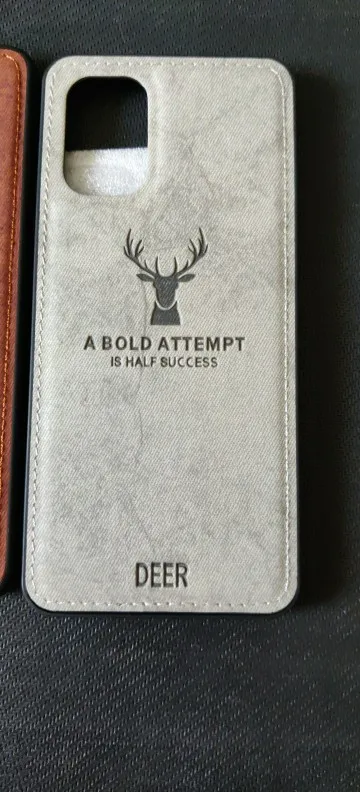 A BOLD ATTEMPT
IS HALF SUCCESS
DEER